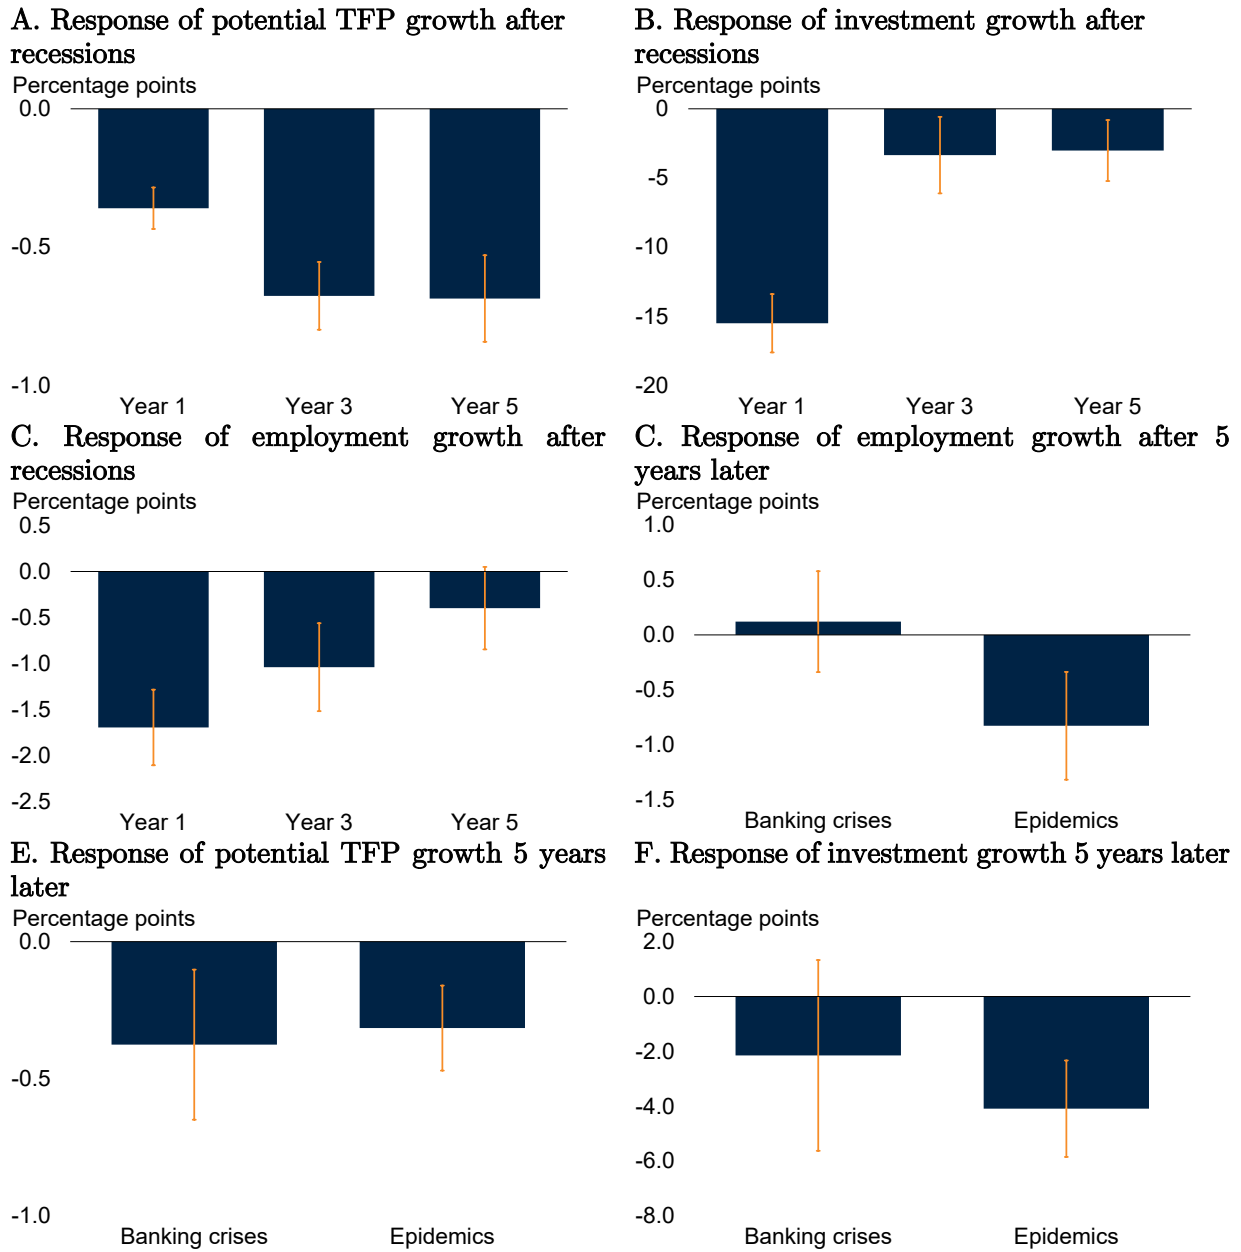 A. Response of potential TFP growth after
recessions
Percentage points
0.0
-0.5
-1.0
Year 1 Year 3 Year 5
B. Response of investment growth after
recessions
Percentage points
0
-5
-10
-15
-20
Year 1 Year 3 Year 5
C. Response of employment growth after
recessions
Percentage points
0.5
0.0
-0.5
-1.0
-1.5
-2.0
-2.5
Year 1 Year 3 Year 5
C. Response of employment growth after 5
years later
Percentage points
1.0
0.5
0.0
-0.5
-1.0
-1.5
Banking crises Epidemics
E. Response of potential TFP growth 5 years
later
Percentage points
0.0
-0.5
-1.0
Banking crises Epidemics
F. Response of investment growth 5 years later
Percentage points
2.0
0.0
-2.0
-4.0
-6.0
-8.0
Banking crises Epidemics